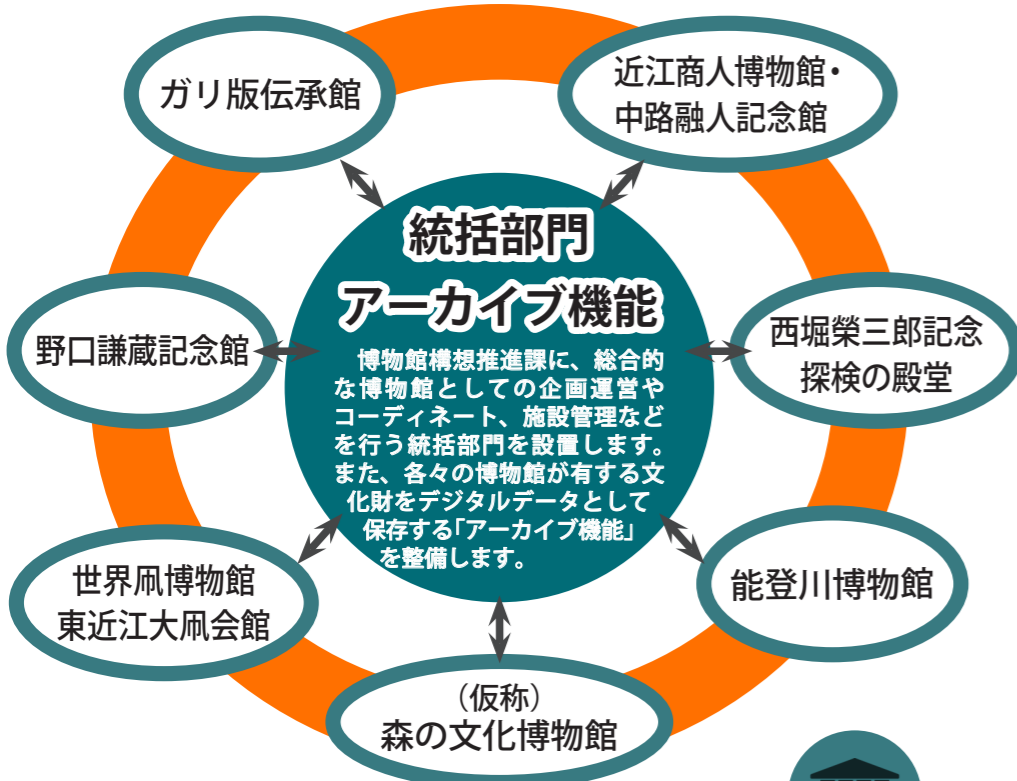 ガリ版伝承館
近江商人博物館・
中路融人記念館
統括部門
アーカイブ機能
博物館構想推進課に、総合的
な博物館としての企画運営や
コーディネート、施設管理など
を行う統括部門を設置します。
また、各々の博物館が有する文
化財をデジタルデータとして
保存する「アーカイブ機能」
を整備します。
野口謙蔵記念館
西堀榮三郎記念
探検の殿堂
世界凧博物館
東近江大凧会館
能登川博物館
（仮称）
森の文化博物館